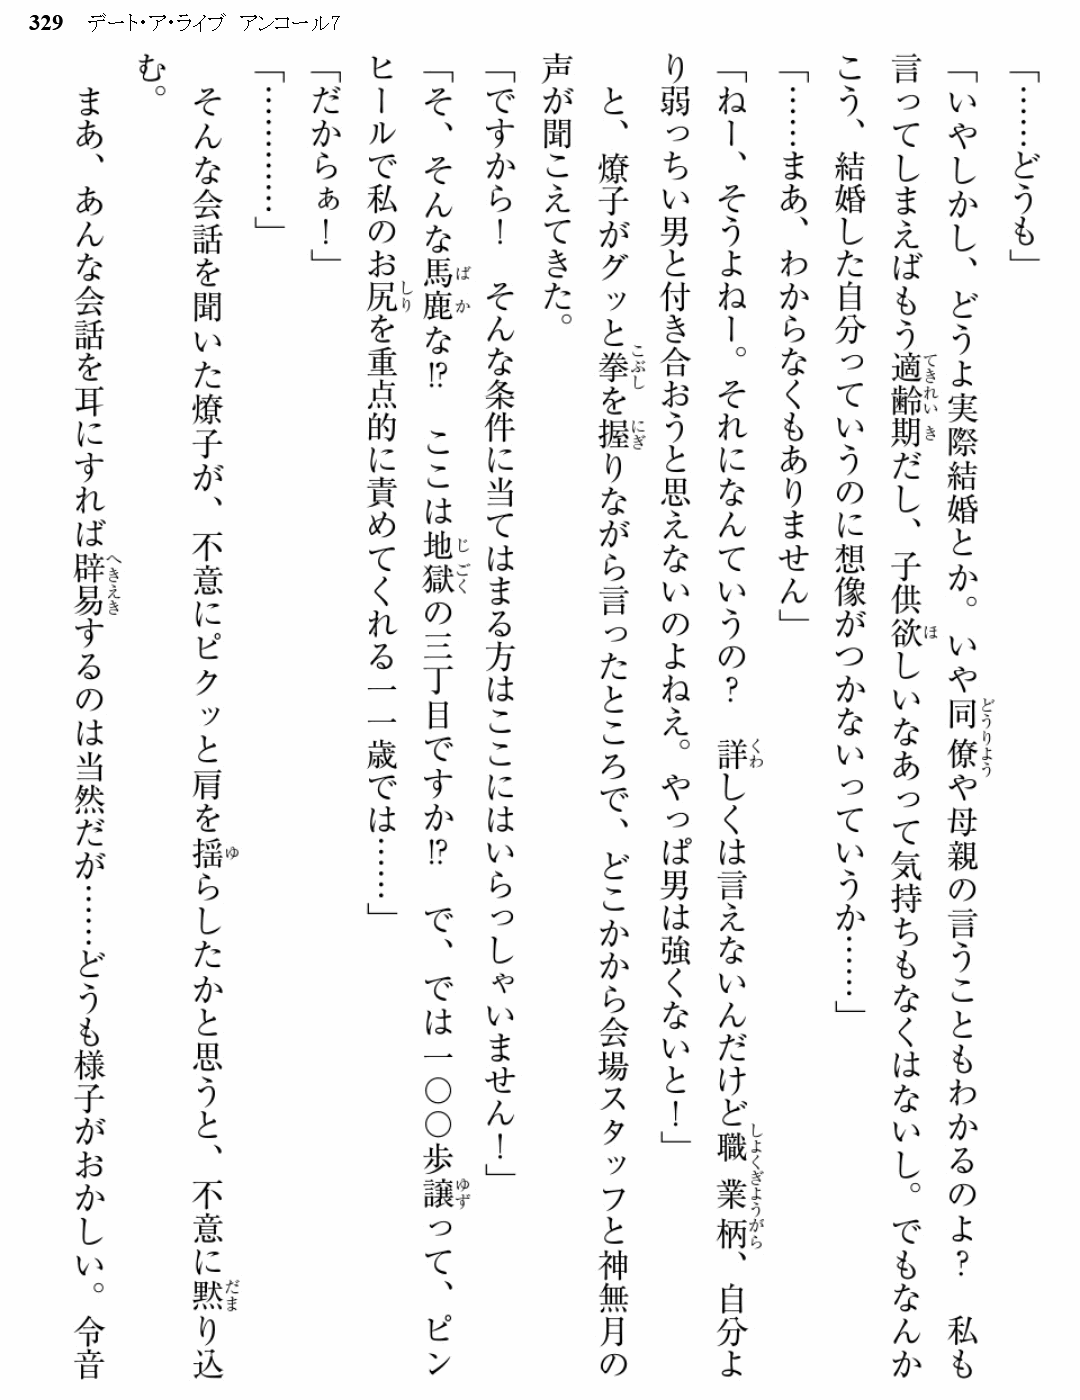 329 デート・ア・ライブ アンコール7
「……どうも」
「いやしかし、どうよ実際結婚とか。いや同僚や母親の言うこともわかるのよ？　私も
言ってしまえばもう適齢期だし、子供欲しいなあって気持ちもなくはないし。でもなんか
こう、結婚した自分っていうのに想像がつかないっていうか……」
「……まあ、わからなくもありません」
「ねー、そうよねー。それになんていうの？　詳しくは言えないんだけど職業柄、自分よ
り弱っちい男と付き合おうと思えないのよねえ。やっぱ男は強くないと！」
　と、燎子がグッと拳を握りながら言ったところで、どこかから会場スタッフと神無月の
声が聞こえてきた。
「ですから！　そんな条件に当てはまる方はここにはいらっしゃいません！」
「そ、そんな馬鹿な!?　ここは地獄の三丁目ですか!?　で、では一〇〇歩譲って、ピン
ヒールで私のお尻を重点的に責めてくれる一一歳では……」
「だからぁ！」
「…………」
　そんな会話を聞いた燎子が、不意にピクッと肩を揺らしたかと思うと、不意に黙り込
む。
　まあ、あんな会話を耳にすれば辟易するのは当然だが……どうも様子がおかしい。令音